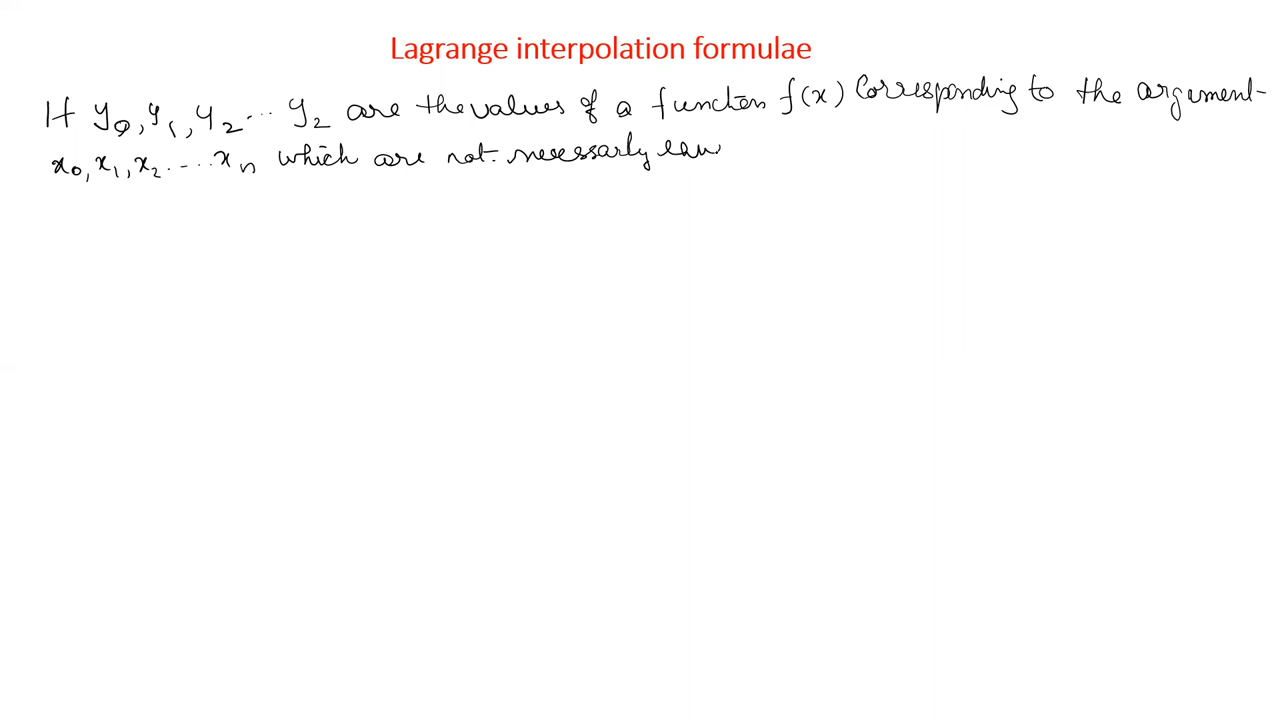 Lagrange interpolation formulae
If y₀, y₁, y₂ ... y₂ are the values of a function f(x) Corresponding to the argument
x₀, x₁, x₂ ..... xₙ which are not necessarly